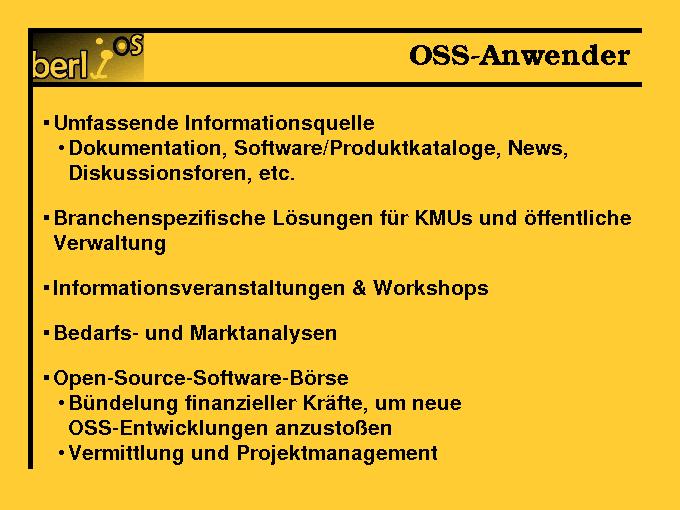 berliOS
OSS-Anwender
▪ Umfassende Informationsquelle
• Dokumentation, Software/Produktkataloge, News,
Diskussionsforen, etc.
▪ Branchenspezifische Lösungen für KMUs und öffentliche
Verwaltung
▪ Informationsveranstaltungen & Workshops
▪ Bedarfs- und Marktanalysen
▪ Open-Source-Software-Börse
• Bündelung finanzieller Kräfte, um neue
OSS-Entwicklungen anzustoßen
• Vermittlung und Projektmanagement